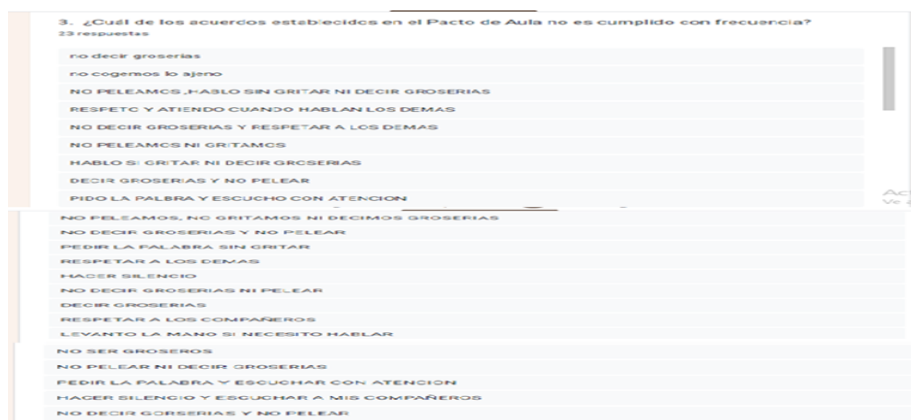 3. ¿Cuál de los acuerdos establecidos en el Pacto de Aula no es cumplido con frecuencia?
23 respuestas
no decir groserias
no cogemos lo ajeno
NO PELEAMOS ,HABLO SIN GRITAR NI DECIR GROSERIAS
RESPETO Y ATIENDO CUANDO HABLAN LOS DEMAS
NO DECIR GROSERIAS Y RESPETAR A LOS DEMAS
NO PELEAMOS NI GRITAMOS
HABLO SI GRITAR NI DECIR GROSERIAS
DECIR GROSERIAS Y NO PELEAR
PIDO LA PALBRA Y ESCUCHO CON ATENCION
NO PELEAMOS, NO GRITAMOS NI DECIMOS GROSERIAS
NO DECIR GROSERIAS Y NO PELEAR
PEDIR LA PALABRA SIN GRITAR
RESPETAR A LOS DEMAS
HACER SILENCIO
NO DECIR GROSERIAS NI PELEAR
DECIR GROSERIAS
RESPETAR A LOS COMPAÑEROS
LEVANTO LA MANO SI NECESITO HABLAR
NO SER GROSEROS
NO PELEAR NI DECIR GROSERIAS
PEDIR LA PALABRA Y ESCUCHAR CON ATENCION
HACER SILENCIO Y ESCUCHAR A MIS COMPAÑEROS
NO DECIR GORSERIAS Y NO PELEAR